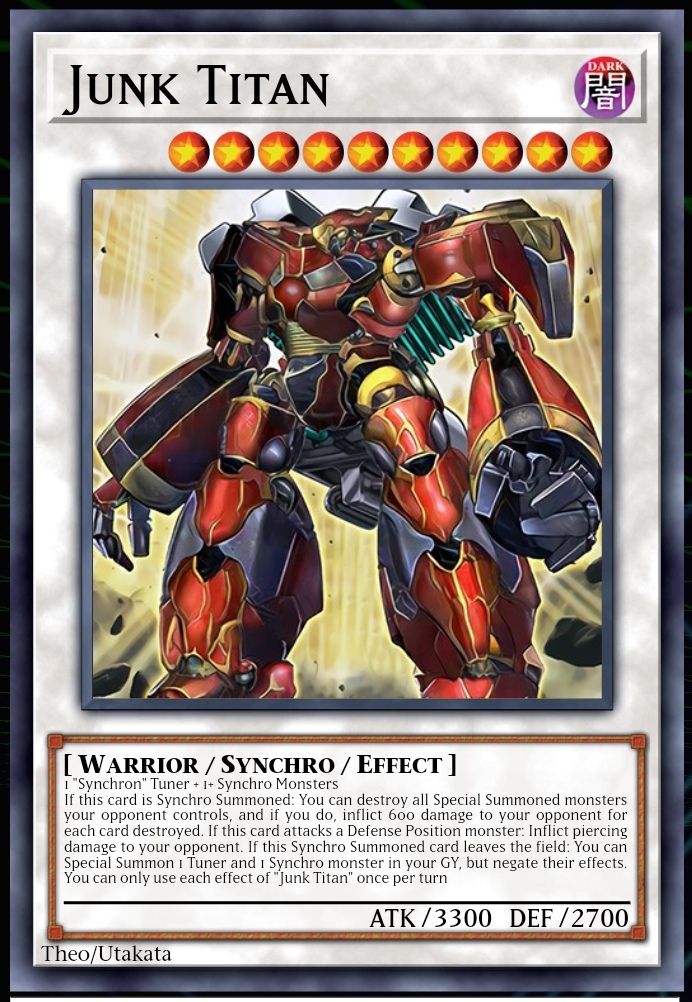 Junk Titan
DARK
闇
[ Warrior / Synchro / Effect ]
1 "Synchron" Tuner + 1+ Synchro Monsters
If this card is Synchro Summoned: You can destroy all Special Summoned monsters
your opponent controls, and if you do, inflict 600 damage to your opponent for
each card destroyed. If this card attacks a Defense Position monster: Inflict piercing
damage to your opponent. If this Synchro Summoned card leaves the field: You can
Special Summon 1 Tuner and 1 Synchro monster in your GY, but negate their effects.
You can only use each effect of "Junk Titan" once per turn
ATK/3300 DEF/2700
Theo/Utakata